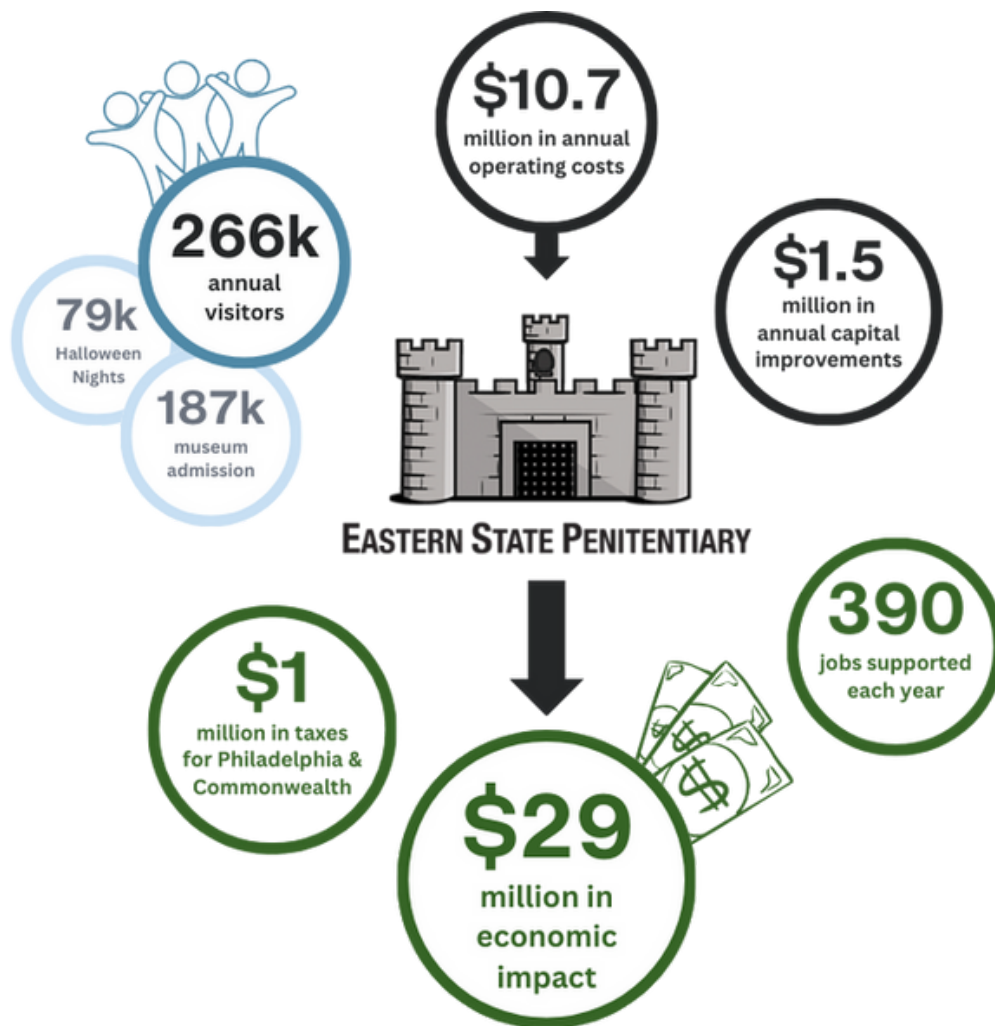 $10.7
million in annual
operating costs
266k
annual
visitors
79k
Halloween
Nights
187k
museum
admission
$1.5
million in
annual capital
improvements
EASTERN STATE PENITENTIARY
390
jobs supported
each year
$1
million in taxes
for Philadelphia &
Commonwealth
$29
million in
economic
impact
$
$